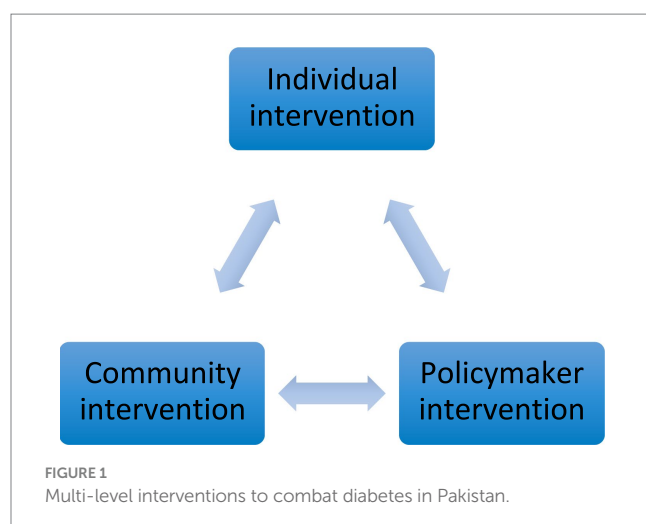 Individual
intervention
Community
intervention
Policymaker
intervention
FIGURE 1
Multi-level interventions to combat diabetes in Pakistan.